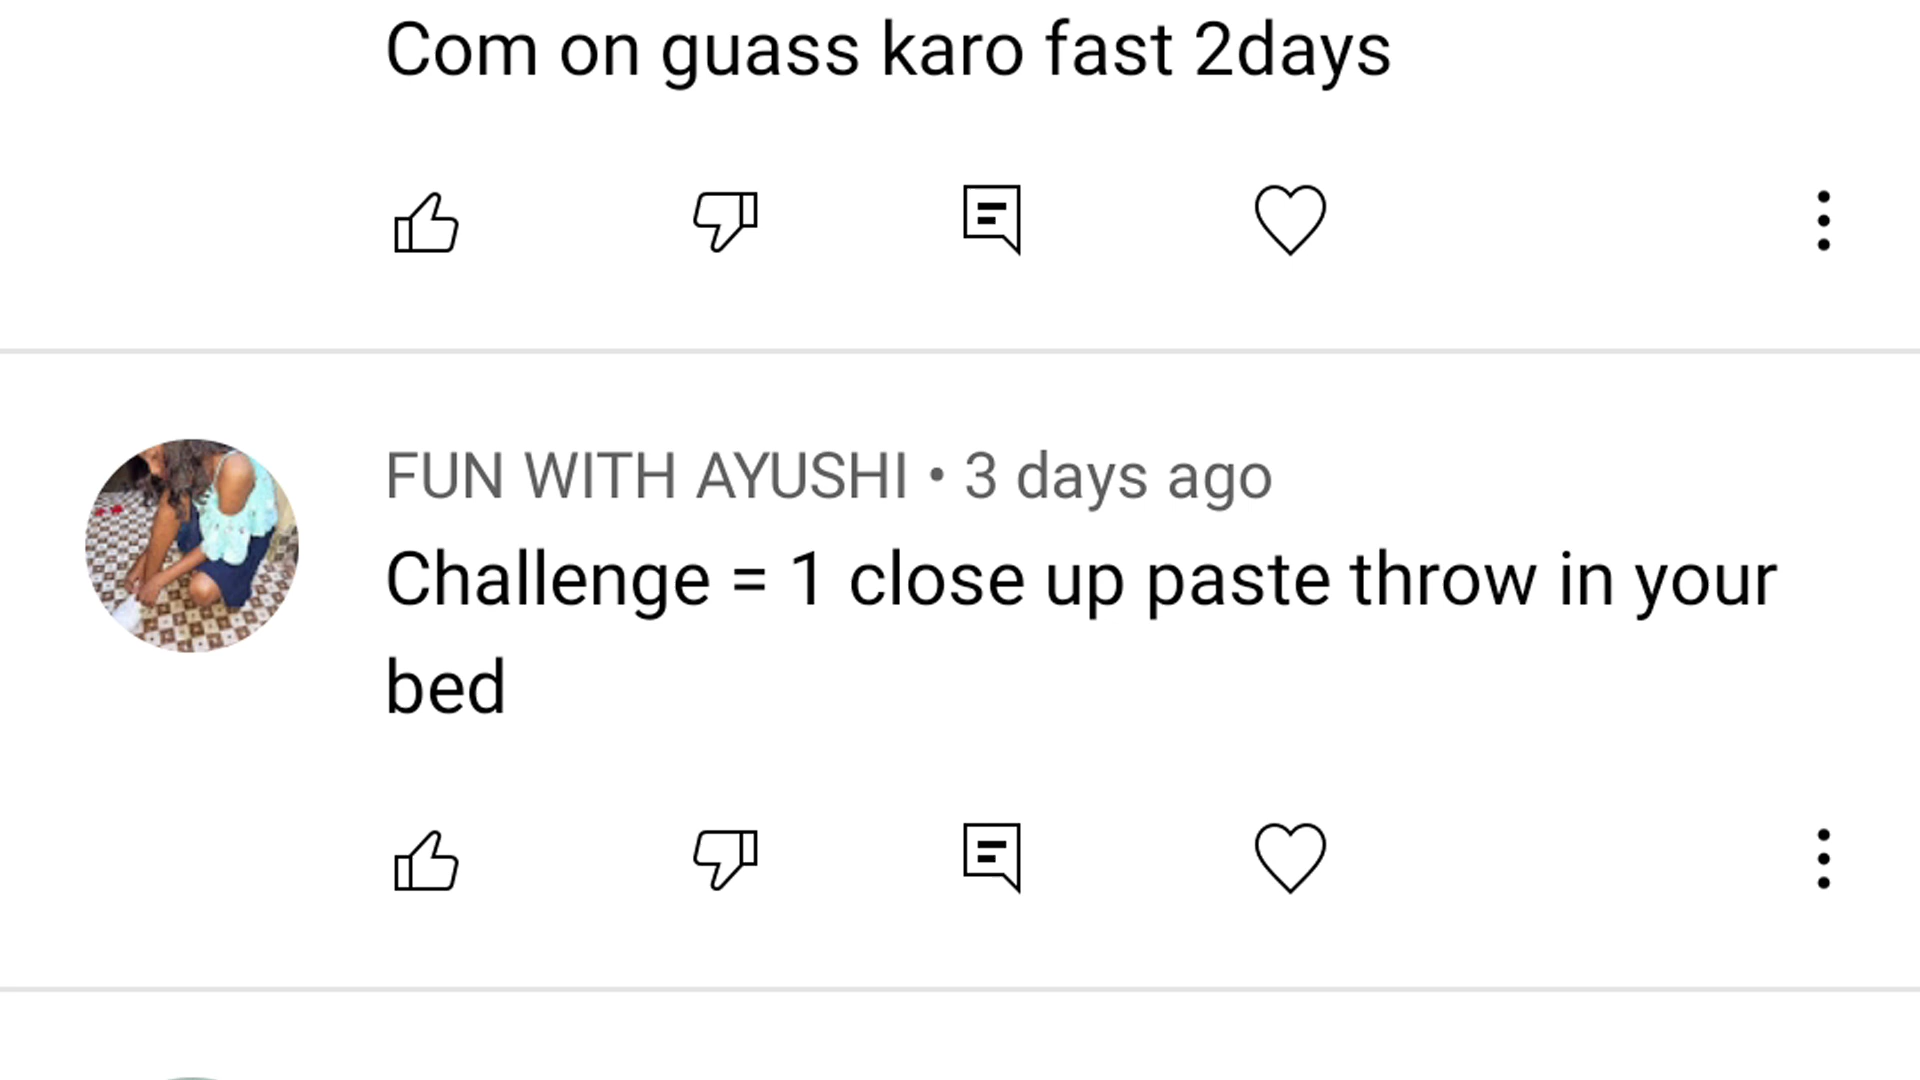 Com on guass karo fast 2days
FUN WITH AYUSHI • 3 days ago
Challenge = 1 close up paste throw in your
bed